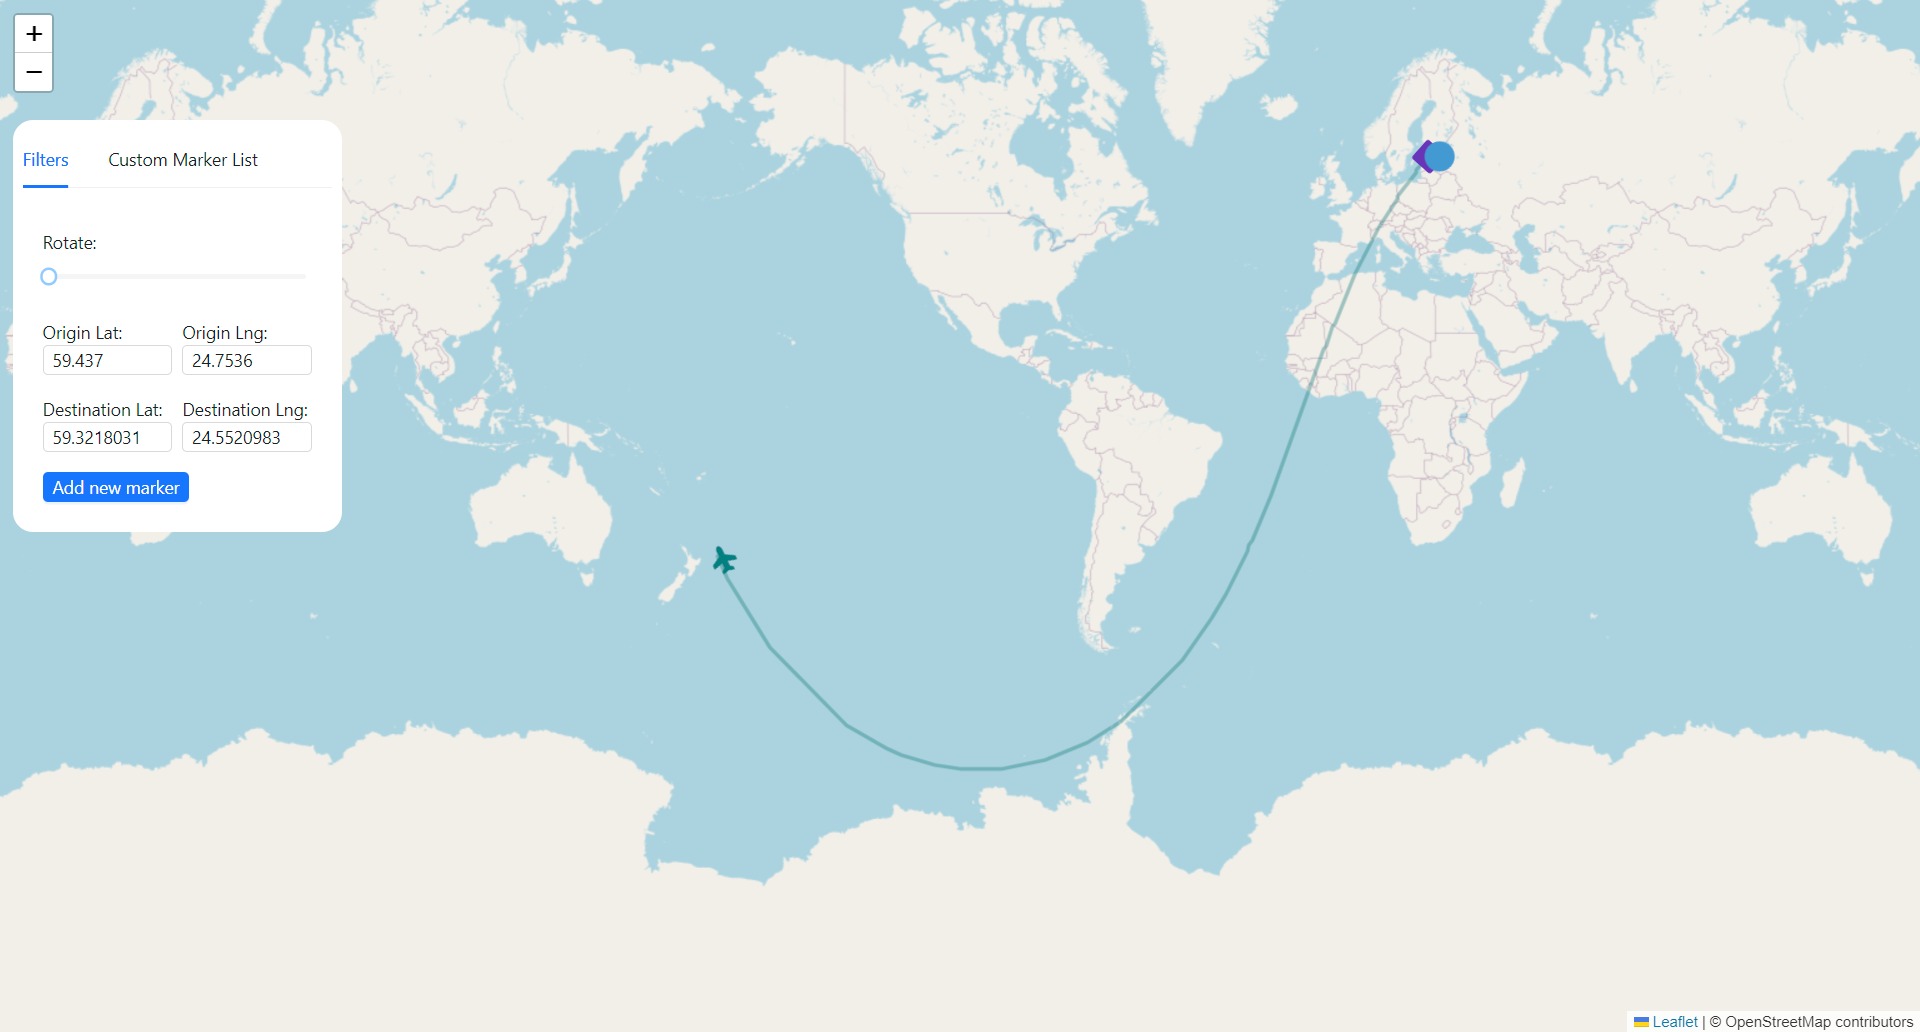 +
−
Filters Custom Marker List
Rotate:
Origin Lat: Origin Lng:
59.437 24.7536
Destination Lat: Destination Lng:
59.3218031 24.5520983
Add new marker
Leaflet | © OpenStreetMap contributors